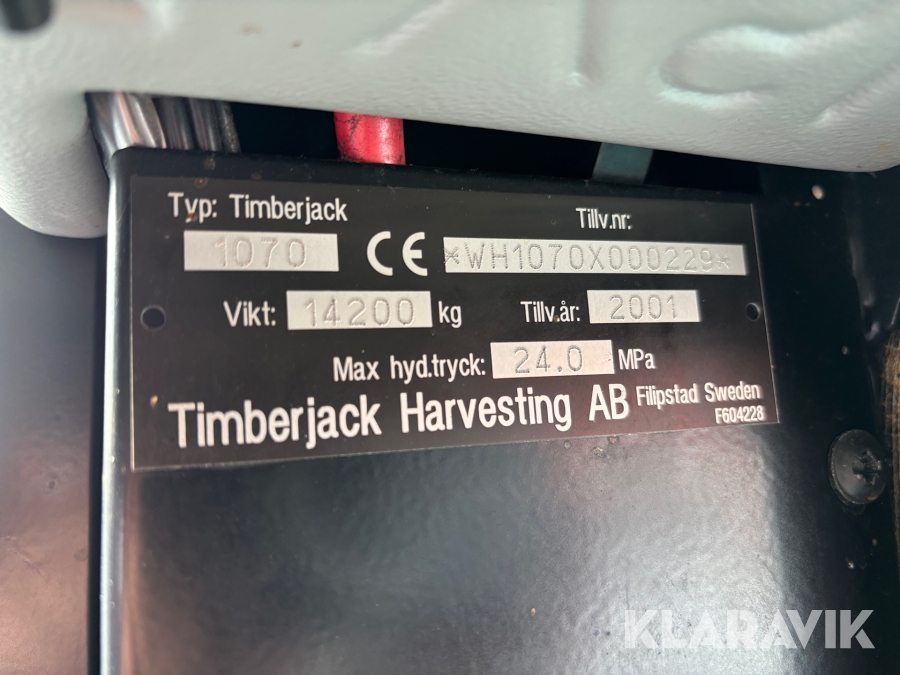 Typ: Timberjack
1070
CE
Tillv.nr:
*WH1070X000229*
Vikt: 14200 kg
Tillv.år: 2001
Max hyd.tryck: 24.0 MPa
Timberjack Harvesting AB Filipstad Sweden
F604228
KLARAVIK